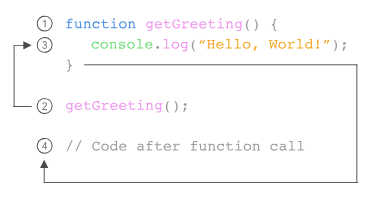 ① function getGreeting() {
③ console.log(“Hello, World!”);
}
② getGreeting();
④ // Code after function call